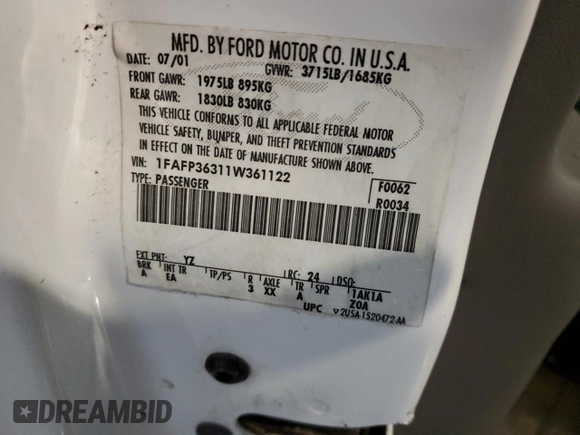 MFD. BY FORD MOTOR CO. IN U.S.A.
DATE: 07/01 GVWR: 3715LB/1685KG
FRONT GAWR: 1975LB 895KG
REAR GAWR: 1830LB 830KG
THIS VEHICLE CONFORMS TO ALL APPLICABLE FEDERAL MOTOR
VEHICLE SAFETY, BUMPER, AND THEFT PREVENTION STANDARDS
IN EFFECT ON THE DATE OF MANUFACTURE SHOWN ABOVE.
VIN: 1FAFP36311W361122 F0062
TYPE: PASSENGER R0034
EXT PNT: YZ RC: 24 DSO:
BRK INT TR TP/PS R AXLE TR SPR 1AK1A
A EA 3 XX A Z0A
UPC 2U5A-1520472-AA
DREAMBID